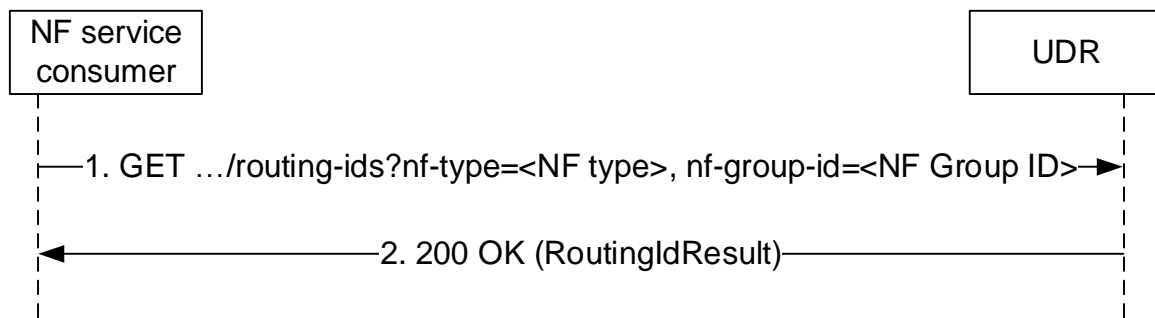 NF service
consumer
UDR
1. GET …/routing-ids?nf-type=<NF type>, nf-group-id=<NF Group ID>
2. 200 OK (RoutingIdResult)